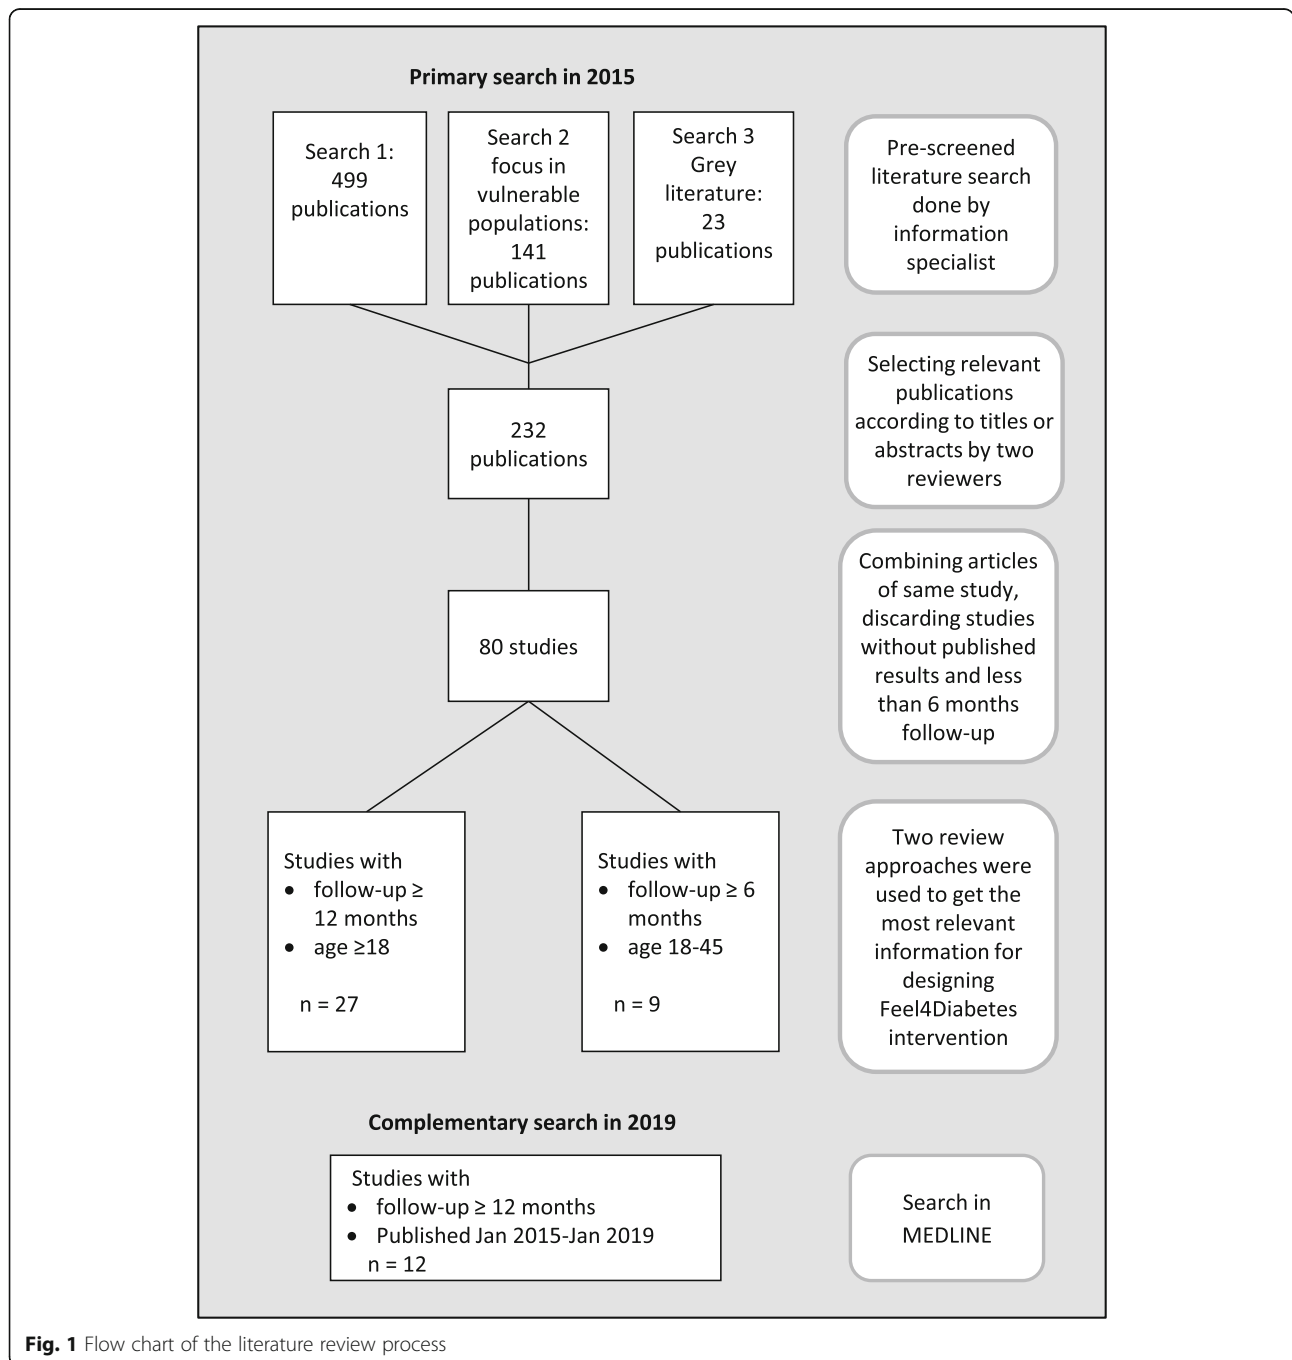 Primary search in 2015
Search 1:
499
publications
Search 2
focus in
vulnerable
populations:
141
publications
Search 3
Grey
literature:
23
publications
Pre-screened
literature search
done by
information
specialist
232
publications
Selecting relevant
publications
according to titles or
abstracts by two
reviewers
80 studies
Combining articles
of same study,
discarding studies
without published
results and less
than 6 months
follow-up
Studies with
• follow-up ≥
12 months
• age ≥18
n = 27
Studies with
• follow-up ≥ 6
months
• age 18-45
n = 9
Two review
approaches were
used to get the
most relevant
information for
designing
Feel4Diabetes
intervention
Complementary search in 2019
Studies with
• follow-up ≥ 12 months
• Published Jan 2015-Jan 2019
n = 12
Search in
MEDLINE
Fig. 1 Flow chart of the literature review process